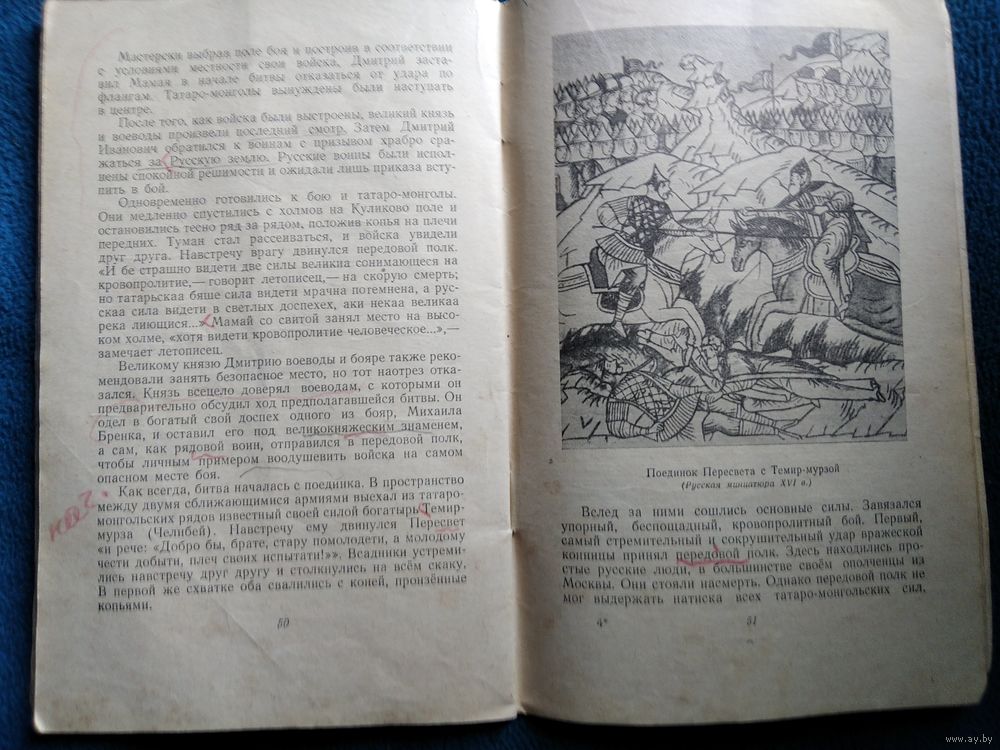 Мастерски выбрав поле боя и построив в соответствии
с условиями местности свои войска, Дмитрий заста-
вил Мамая в начале битвы отказаться от удара по
флангам. Татаро-монголы вынуждены были наступать
в центре.
После того, как войска были выстроены, великий князь
и воеводы произвели последний смотр. Затем Дмитрий
Иванович обратился к воинам с призывом храбро сра-
жаться за Русскую землю. Русские воины были испол-
нены спокойной решимости и ожидали лишь приказа всту-
пить в бой.
Одновременно готовились к бою и татаро-монголы.
Они медленно спустились с холмов на Куликово поле и
остановились тесно ряд за рядом, положив копья на плечи
передних. Туман стал рассеиваться, и войска увидели
друг друга. Навстречу врагу двинулся передовой полк.
«И бе страшно видети две силы великиа сонимающеся на
кровопролитие,— говорит летописец,— на скорую смерть;
но татарьскаа бяше сила видети мрачна потемнена, а рус-
скаа сила видети в светлых доспехех, аки некаа великаа
река лиющися...» Мамай со свитой занял место на высо-
ком холме, «хотя видети кровопролитие человеческое...»,—
замечает летописец.
Великому князю Дмитрию воеводы и бояре также реко-
мендовали занять безопасное место, но тот наотрез отка-
зался. Князь всецело доверял воеводам, с которыми он
предварительно обсудил ход предполагавшейся битвы. Он
одел в богатый свой доспех одного из бояр, Михаила
Бренка, и оставил его под великокняжеским знаменем,
а сам, как рядовой воин, отправился в передовой полк,
чтобы личным примером воодушевить войска на самом
опасном месте боя.
Как всегда, битва началась с поединка. В пространство
между двумя сближающимися армиями выехал из татаро-
монгольских рядов известный своей силой богатырь Темир-
мурза (Челибей). Навстречу ему двинулся Пересвет
«и рече: «Добро бы, брате, стару помолодети, а молодому
чести добыти, плеч своих испытати!»». Всадники устреми-
лись навстречу друг другу и столкнулись на всём скаку.
В первой же схватке оба свалились с коней, пронзённые
копьями.
50
Поединок Пересвета с Темир-мурзой
(Русская миниатюра XVI в.)
Вслед за ними сошлись основные силы. Завязался
упорный, беспощадный, кровопролитный бой. Первый,
самый стремительный и сокрушительный удар вражеской
конницы принял передовой полк. Здесь находились про-
стые русские люди, в большинстве своём ополченцы из
Москвы. Они стояли насмерть. Однако передовой полк не
мог выдержать натиска всех татаро-монгольских сил,
4* 51
www.ay.by